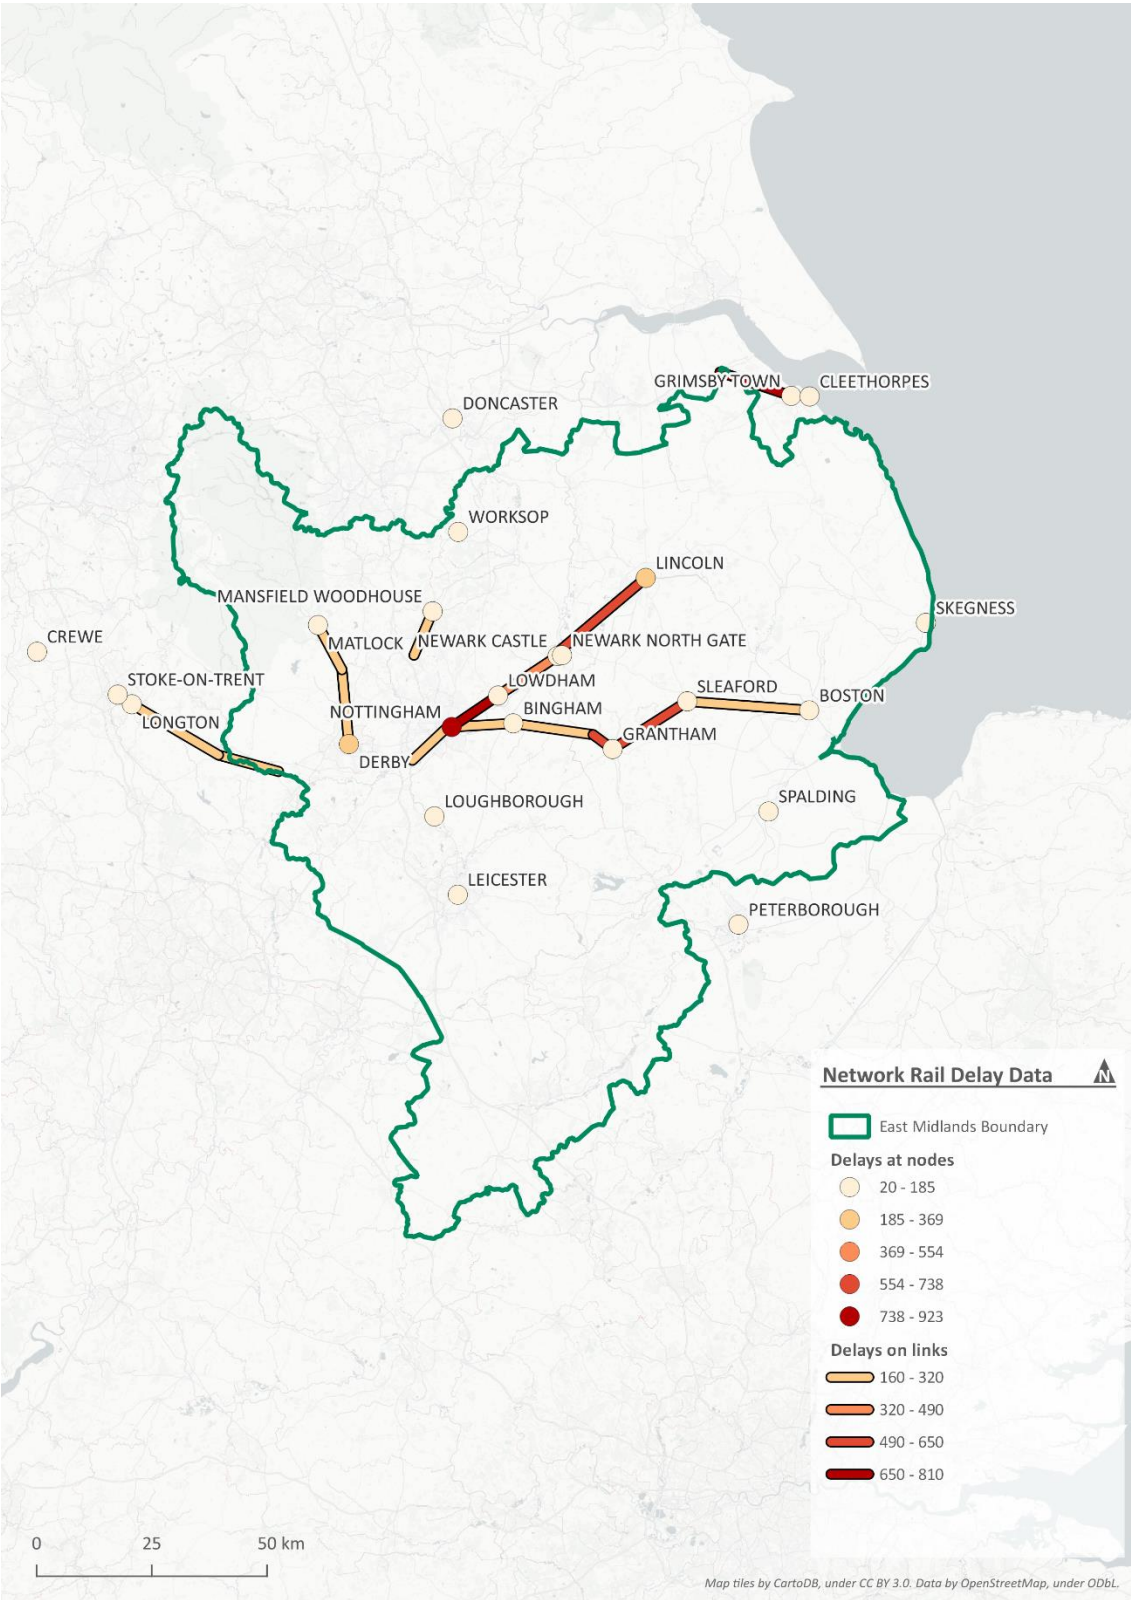 GRIMSBY TOWN
CLEETHORPES
DONCASTER
WORKSOP
LINCOLN
MANSFIELD WOODHOUSE
SKEGNESS
CREWE
MATLOCK
NEWARK CASTLE
NEWARK NORTH GATE
STOKE-ON-TRENT
LOWDHAM
SLEAFORD
BOSTON
LONGTON
NOTTINGHAM
BINGHAM
GRANTHAM
DERBY
LOUGHBOROUGH
SPALDING
LEICESTER
PETERBOROUGH
Network Rail Delay Data
N
East Midlands Boundary
Delays at nodes
20 - 185
185 - 369
369 - 554
554 - 738
738 - 923
Delays on links
160 - 320
320 - 490
490 - 650
650 - 810
0 25 50 km
Map tiles by CartoDB, under CC BY 3.0. Data by OpenStreetMap, under ODbL.